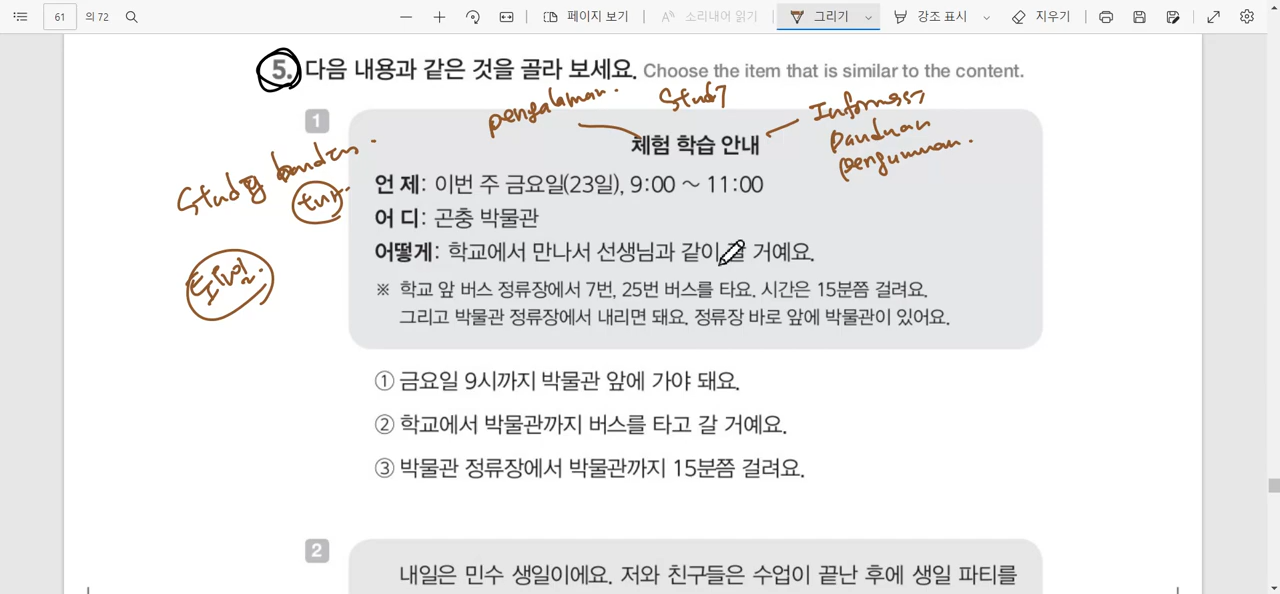 61 의 72 페이지 보기 소리내어 읽기 그리기 강조 표시 지우기
5. 다음 내용과 같은 것을 골라 보세요. Choose the item that is similar to the content.
pengalaman. study Informasi
1
체험 학습 안내
panduan
pengumuman.
study banding.
tur.
언 제: 이번 주 금요일(23일), 9:00 ~ 11:00
어 디: 곤충 박물관
어떻게: 학교에서 만나서 선생님과 같이 갈 거예요.
※ 학교 앞 버스 정류장에서 7번, 25번 버스를 타요. 시간은 15분쯤 걸려요.
그리고 박물관 정류장에서 내리면 돼요. 정류장 바로 앞에 박물관이 있어요.
① 금요일 9시까지 박물관 앞에 가야 돼요.
② 학교에서 박물관까지 버스를 타고 갈 거예요.
③ 박물관 정류장에서 박물관까지 15분쯤 걸려요.
2
내일은 민수 생일이에요. 저와 친구들은 수업이 끝난 후에 생일 파티를